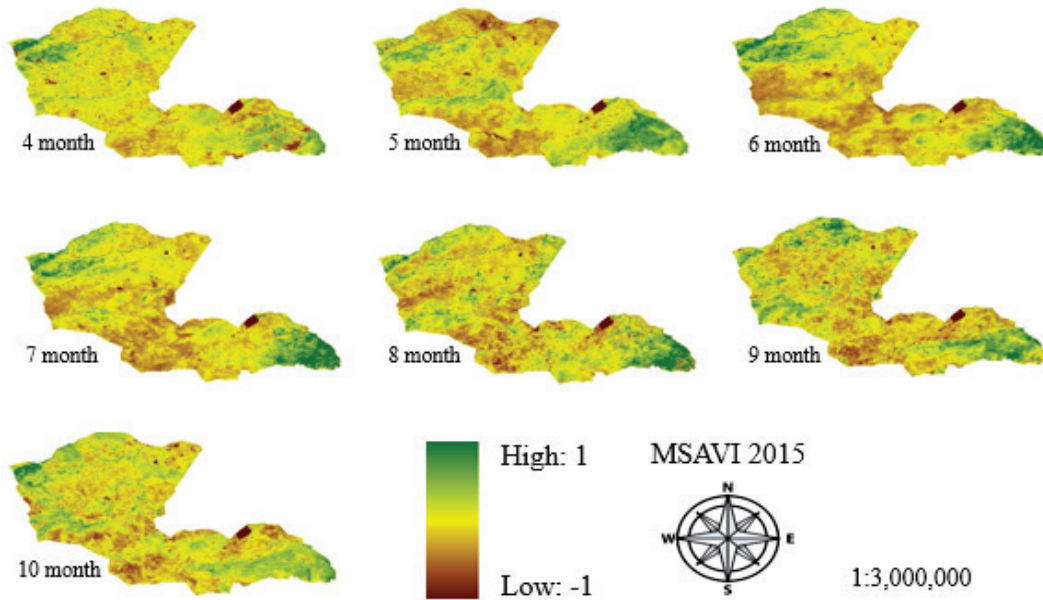 4 month
5 month
6 month
7 month
8 month
9 month
10 month
High: 1
Low: -1
MSAVI 2015
N
W E
S
1:3,000,000